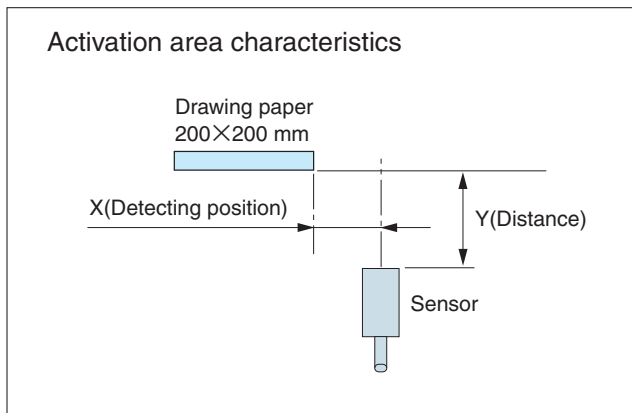 Activation area characteristics
Drawing paper
200×200 mm
X(Detecting position)
Y(Distance)
Sensor